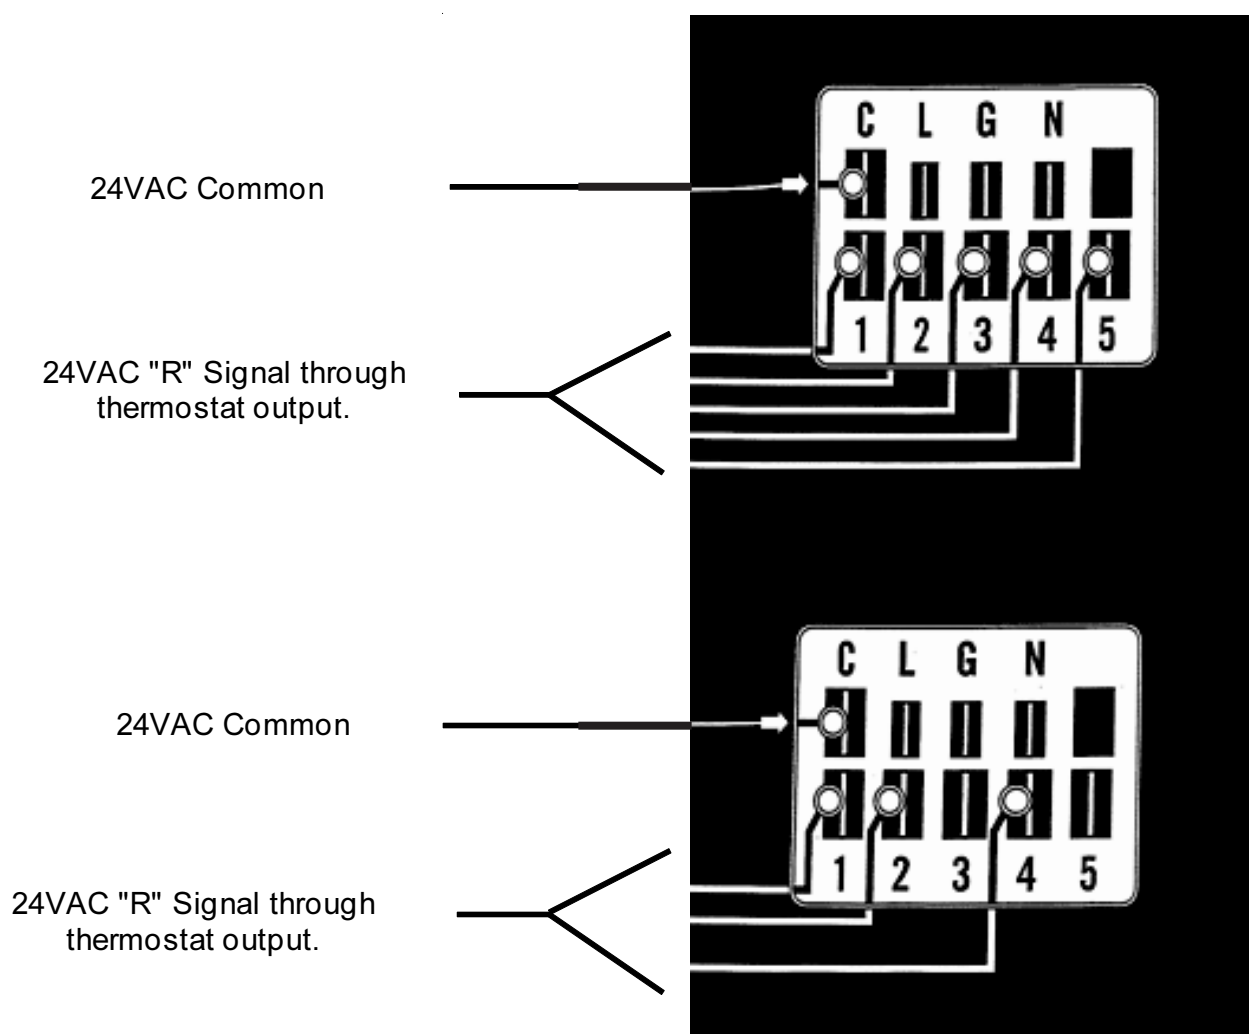 C L G N
24VAC Common
1 2 3 4 5
24VAC "R" Signal through
thermostat output.
C L G N
24VAC Common
1 2 3 4 5
24VAC "R" Signal through
thermostat output.